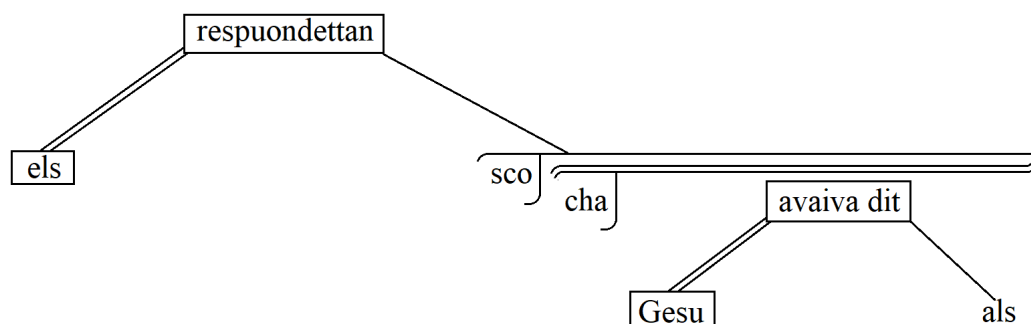 respuondettan
els
sco
cha
avaiva dit
Gesu
als